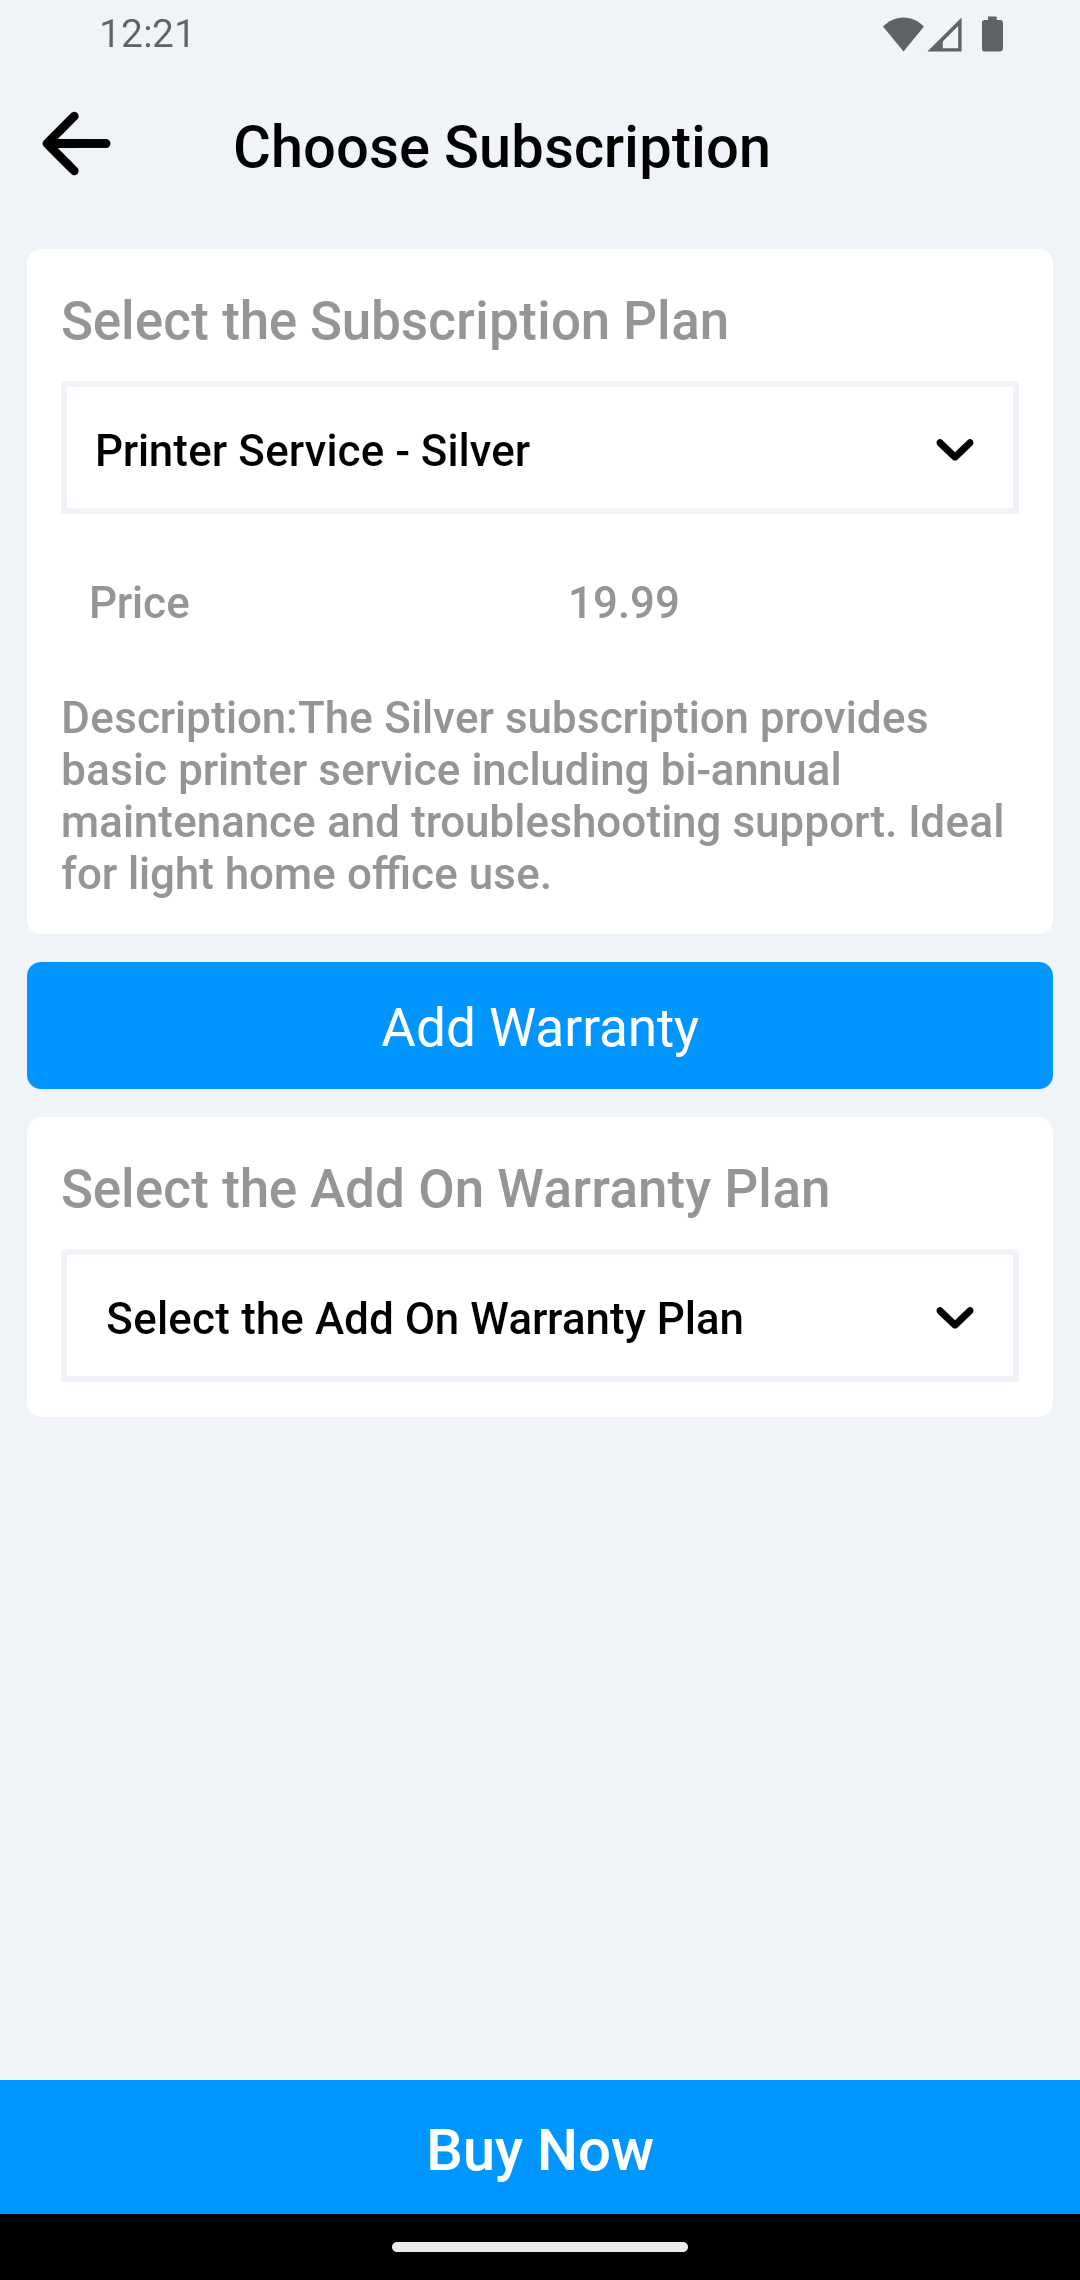 12:21
Choose Subscription
Select the Subscription Plan
Printer Service - Silver
Price 19.99
Description:The Silver subscription provides
basic printer service including bi-annual
maintenance and troubleshooting support. Ideal
for light home office use.
Add Warranty
Select the Add On Warranty Plan
Select the Add On Warranty Plan
Buy Now